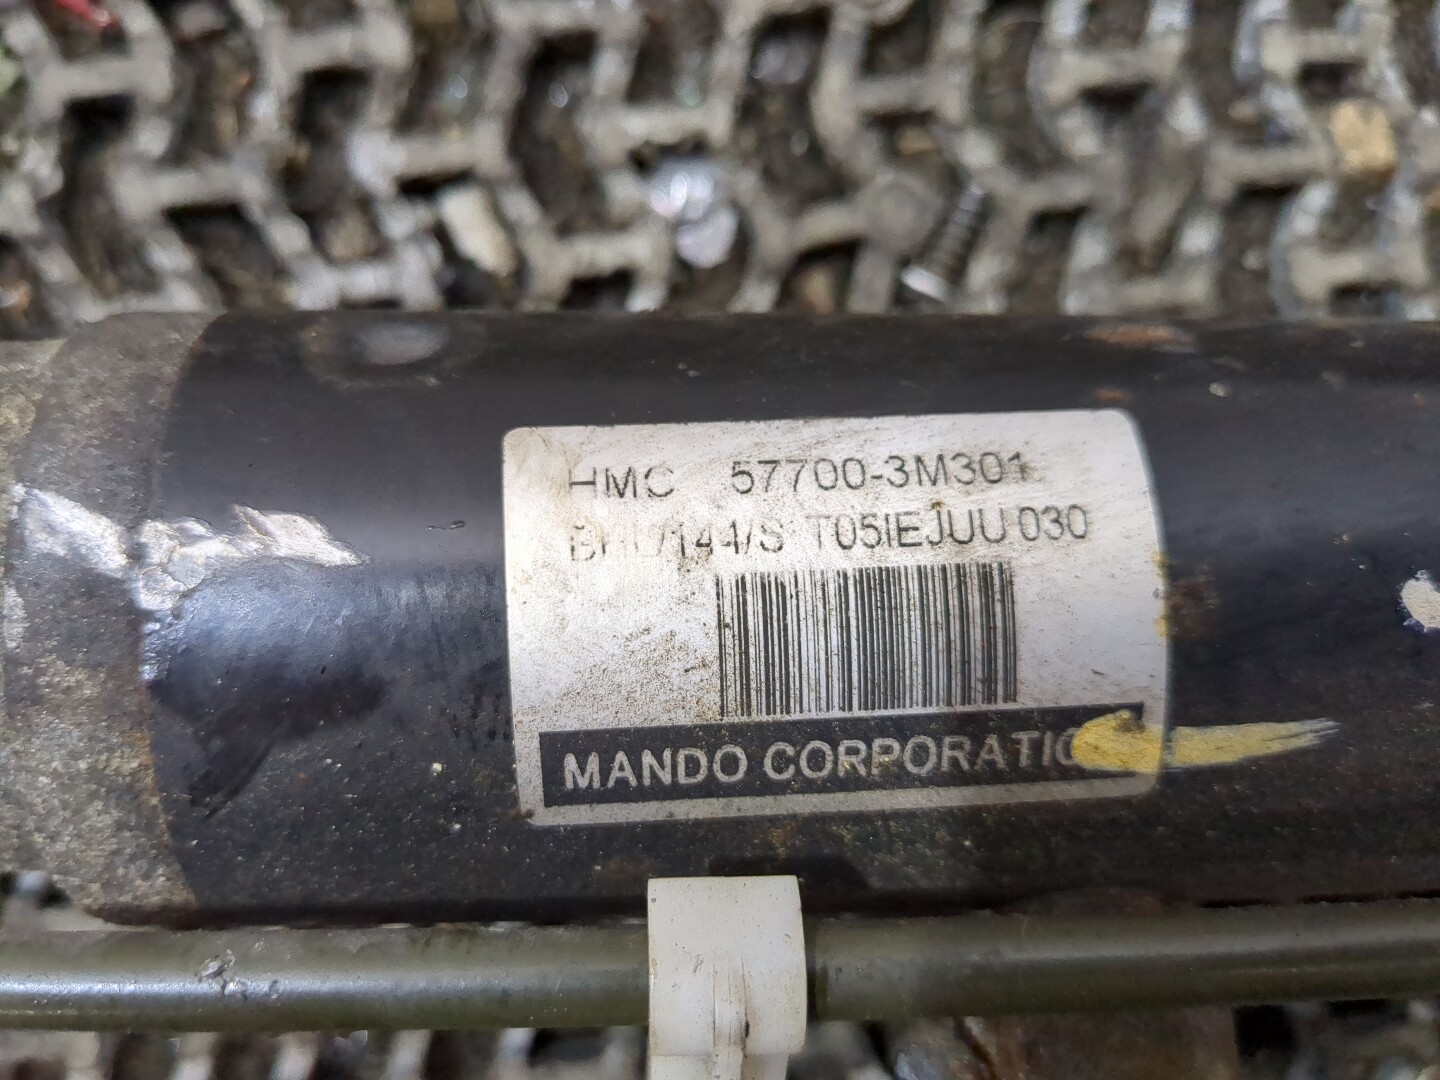 HMC 57700-3M301
T05IEJUU 030
MANDO CORPORATIO